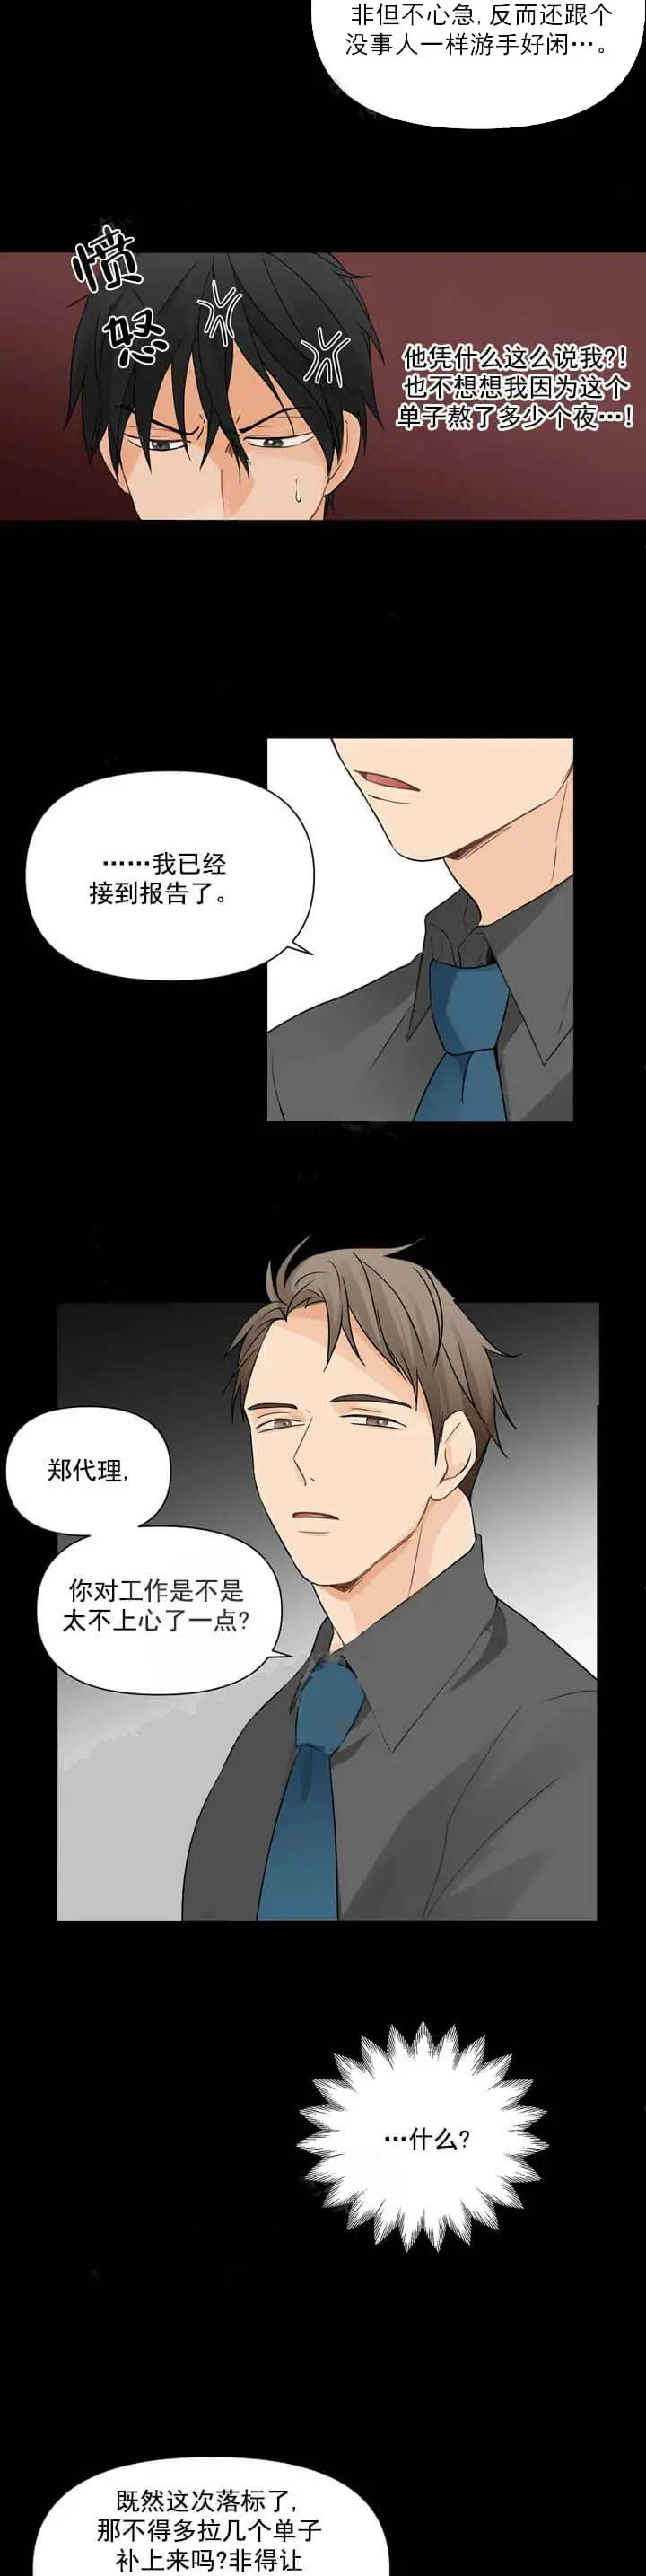 非但不心急,反而还跟个
没事人一样游手好闲…。
愤
怒
他凭什么这么说我?!
也不想想我因为这个
单子熬了多少个夜…!
……我已经
接到报告了。
郑代理,
你对工作是不是
太不上心了一点?
…什么?
既然这次落标了,
那不得多拉几个单子
补上来吗?非得让